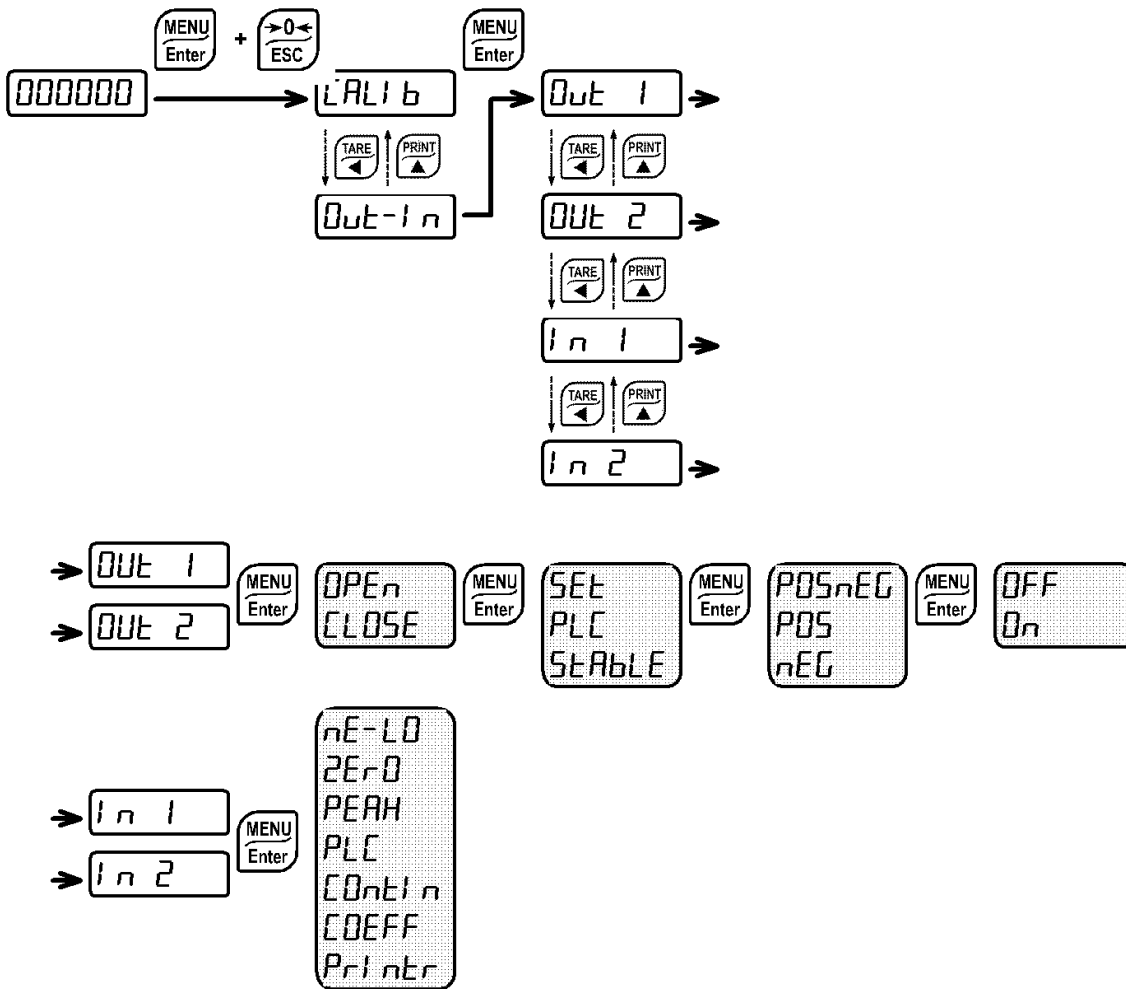 MENU
Enter
+
→0←
ESC
MENU
Enter
000000
CALIb
Out 1
TARE
PRINT
TARE
PRINT
Out-In
OUt 2
TARE
PRINT
In 1
TARE
PRINT
In 2
OUt 1
OUt 2
MENU
Enter
OPEn
CLOSE
MENU
Enter
SEt
PLC
StAbLE
MENU
Enter
POSnEG
POS
nEG
MENU
Enter
OFF
On
In 1
In 2
MENU
Enter
nE-LO
ZErO
PEAH
PLC
COntIn
COEFF
PrIntr